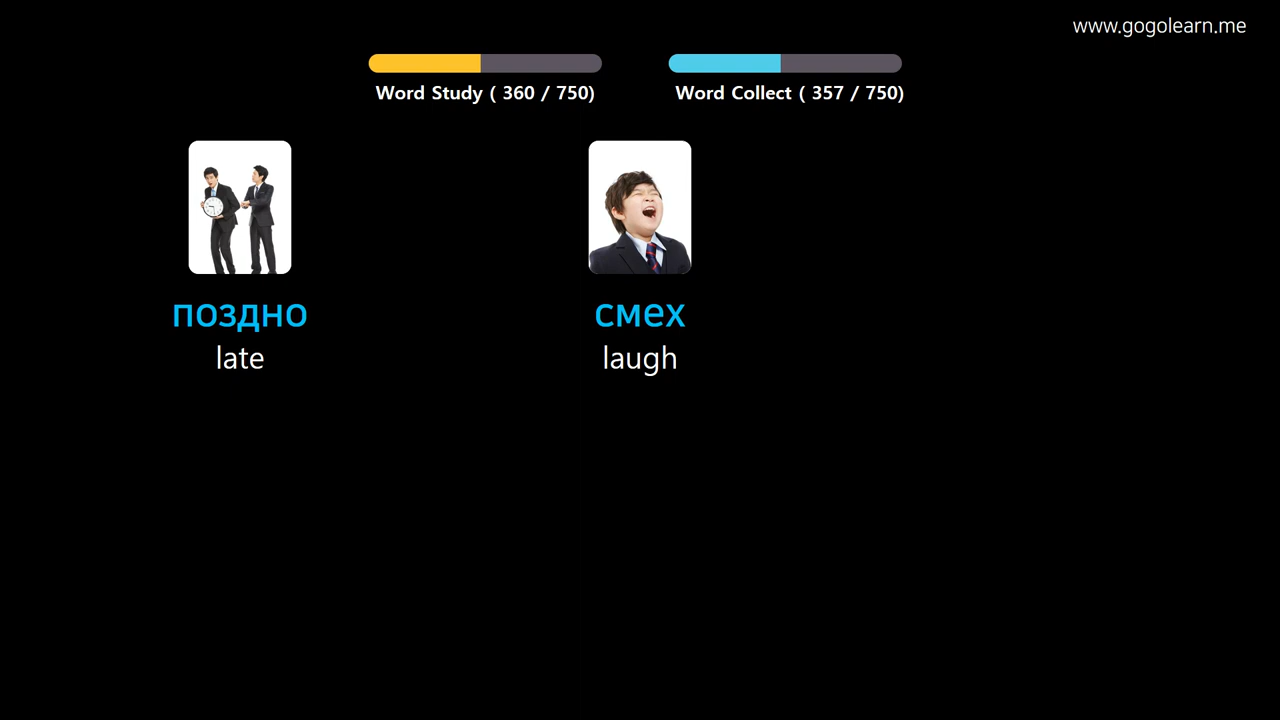 www.gogolearn.me
Word Study ( 360 / 750)
Word Collect ( 357 / 750)
поздно
late
смех
laugh